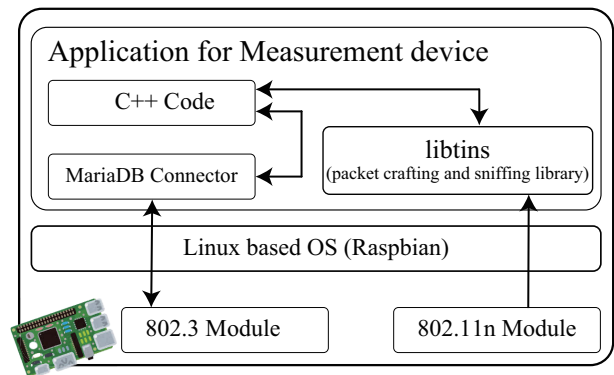 Application for Measurement device
C++ Code
MariaDB Connector
libtins
(packet crafting and sniffing library)
Linux based OS (Raspbian)
802.3 Module
802.11n Module